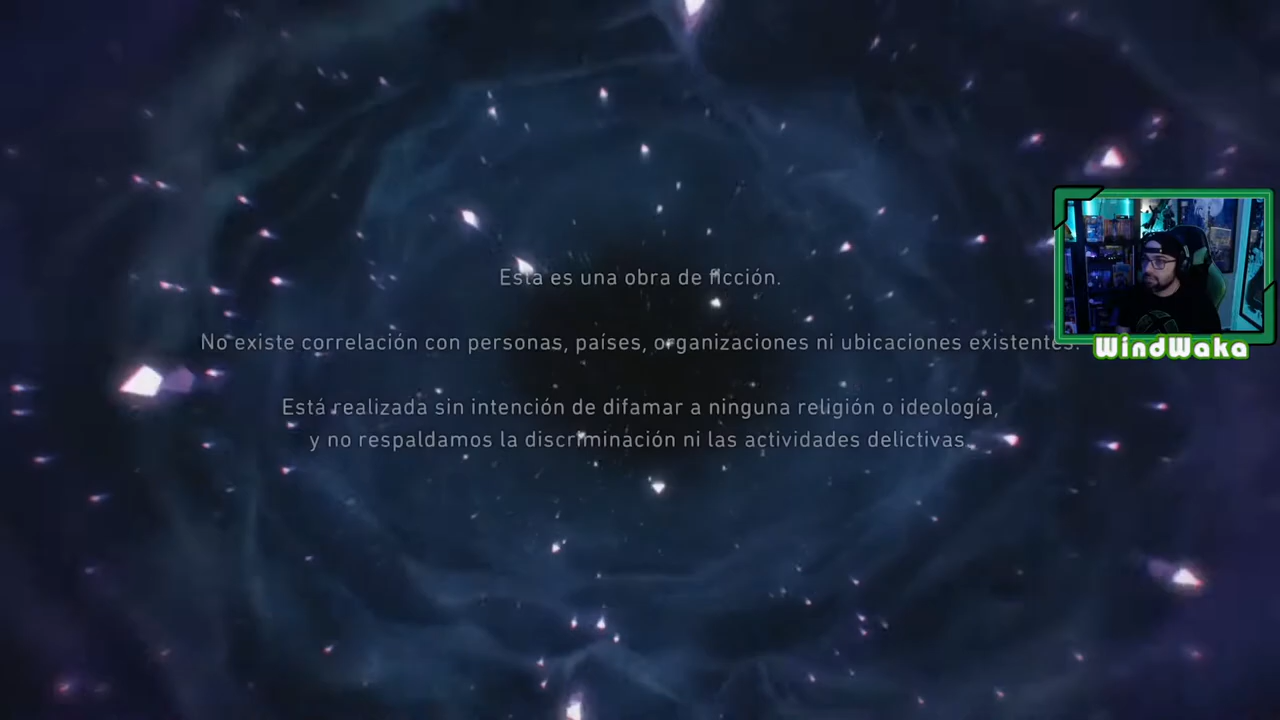 Esta es una obra de ficción.
No existe correlación con personas, países, organizaciones ni ubicaciones existentes.
Está realizada sin intención de difamar a ninguna religión o ideología,
y no respaldamos la discriminación ni las actividades delictivas.
WindWaka